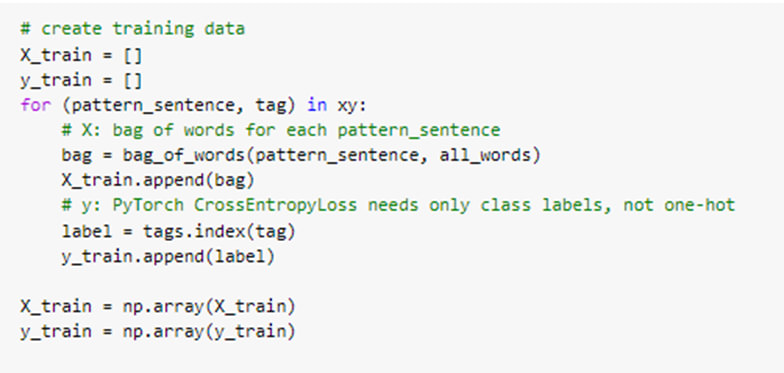 # create training data
X_train = []
y_train = []
for (pattern_sentence, tag) in xy:
    # X: bag of words for each pattern_sentence
    bag = bag_of_words(pattern_sentence, all_words)
    X_train.append(bag)
    # y: PyTorch CrossEntropyLoss needs only class labels, not one-hot
    label = tags.index(tag)
    y_train.append(label)

X_train = np.array(X_train)
y_train = np.array(y_train)